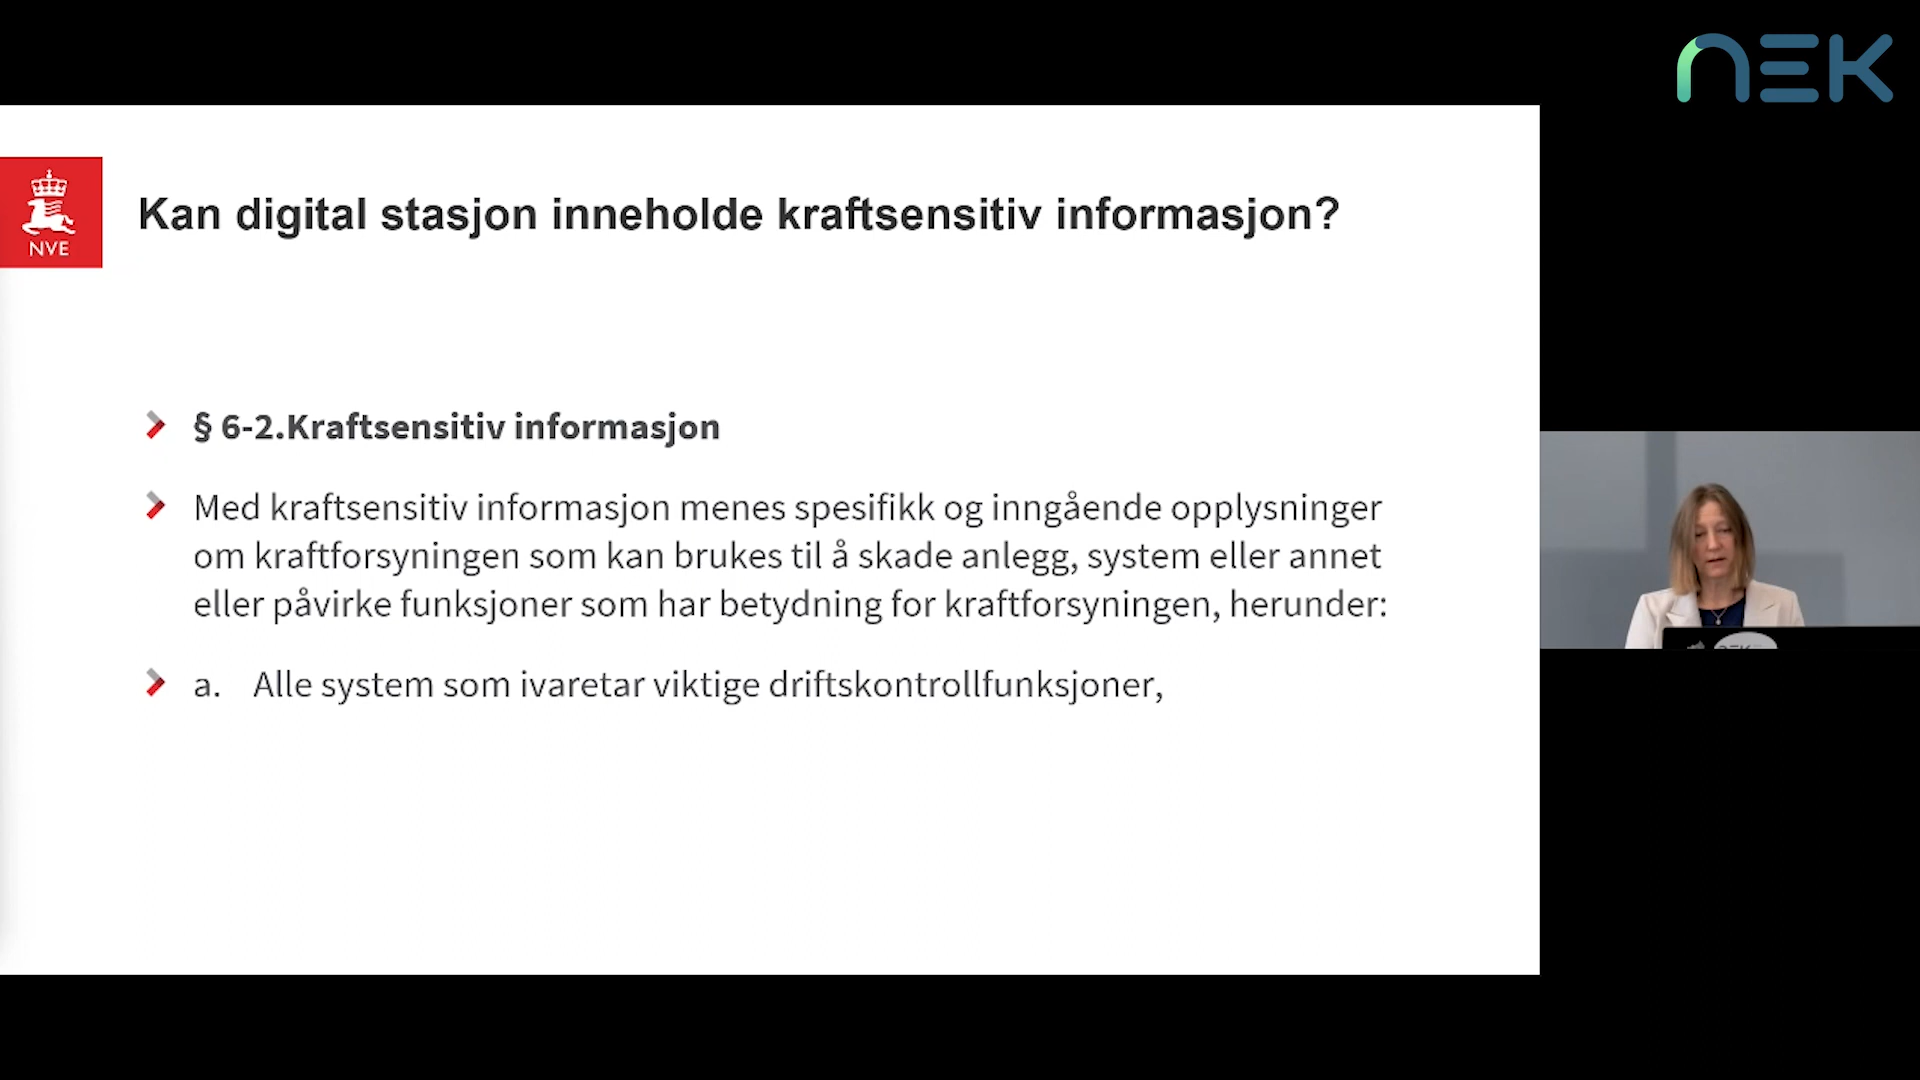 NEK
NVE
Kan digital stasjon inneholde kraftsensitiv informasjon?
§ 6-2.Kraftsensitiv informasjon
Med kraftsensitiv informasjon menes spesifikk og inngående opplysninger
om kraftforsyningen som kan brukes til å skade anlegg, system eller annet
eller påvirke funksjoner som har betydning for kraftforsyningen, herunder:
a. Alle system som ivaretar viktige driftskontrollfunksjoner,